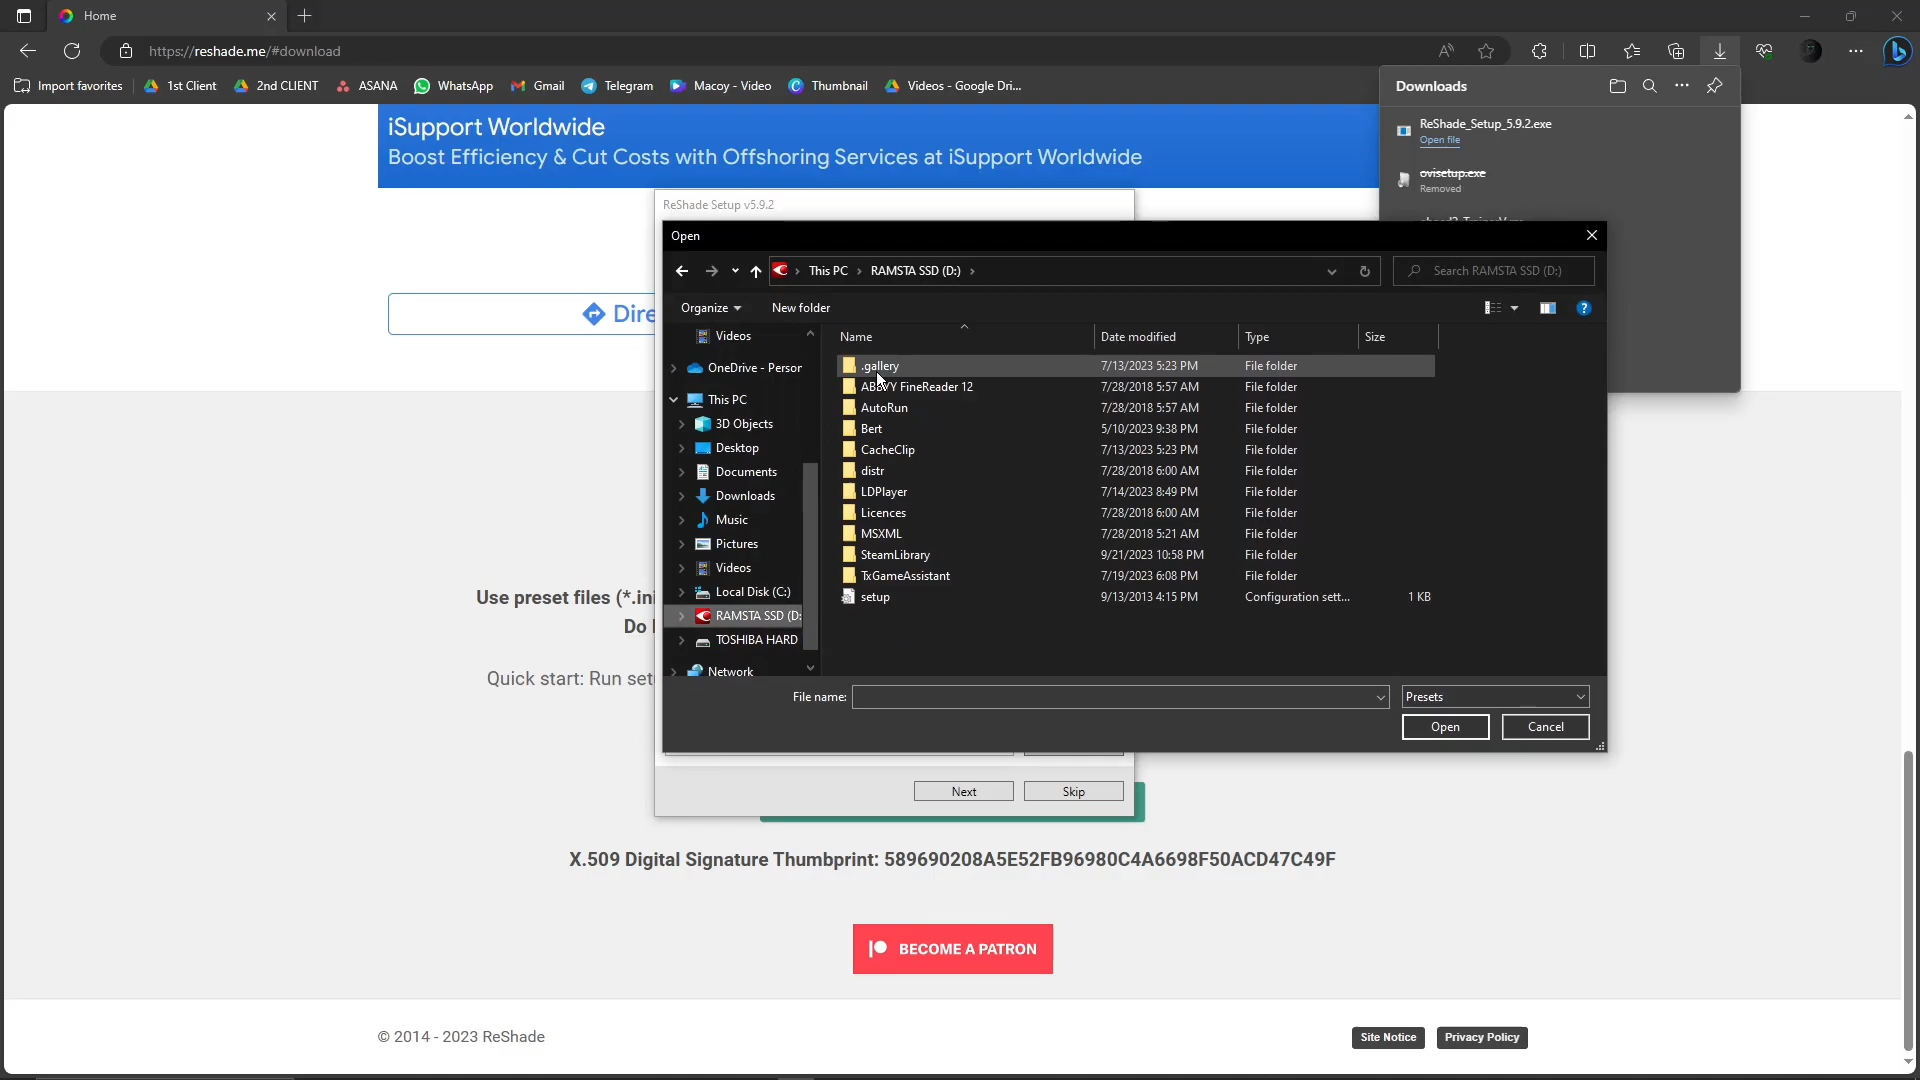 Home
https://reshade.me/#download
Import favorites
1st Client
2nd CLIENT
ASANA
WhatsApp
Gmail
Telegram
Macoy - Video
Thumbnail
Videos - Google Dri...
Downloads
ReShade_Setup_5.9.2.exe
Open file
ovisetup.exe
Removed
iSupport Worldwide
Boost Efficiency & Cut Costs with Offshoring Services at iSupport Worldwide
ReShade Setup v5.9.2
Open
This PC
RAMSTA SSD (D:)
Search RAMSTA SSD (D:)
Organize
New folder
Videos
OneDrive - Person
This PC
3D Objects
Desktop
Documents
Downloads
Music
Pictures
Videos
Local Disk (C:)
RAMSTA SSD (D:
TOSHIBA HARD
Network
Name Date modified Type Size
.gallery 7/13/2023 5:23 PM File folder
ABBYY FineReader 12 7/28/2018 5:57 AM File folder
AutoRun 7/28/2018 5:57 AM File folder
Bert 5/10/2023 9:38 PM File folder
CacheClip 7/13/2023 5:23 PM File folder
distr 7/28/2018 6:00 AM File folder
LDPlayer 7/14/2023 8:49 PM File folder
Licences 7/28/2018 6:00 AM File folder
MSXML 7/28/2018 5:21 AM File folder
SteamLibrary 9/21/2023 10:58 PM File folder
TxGameAssistant 7/19/2023 6:08 PM File folder
setup 9/13/2013 4:15 PM Configuration sett... 1 KB
File name:
Presets
Open
Cancel
Dire
Use preset files (*.ini
Do
Quick start: Run set
Next
Skip
X.509 Digital Signature Thumbprint: 589690208A5E52FB96980C4A6698F50ACD47C49F
BECOME A PATRON
© 2014 - 2023 ReShade
Site Notice
Privacy Policy